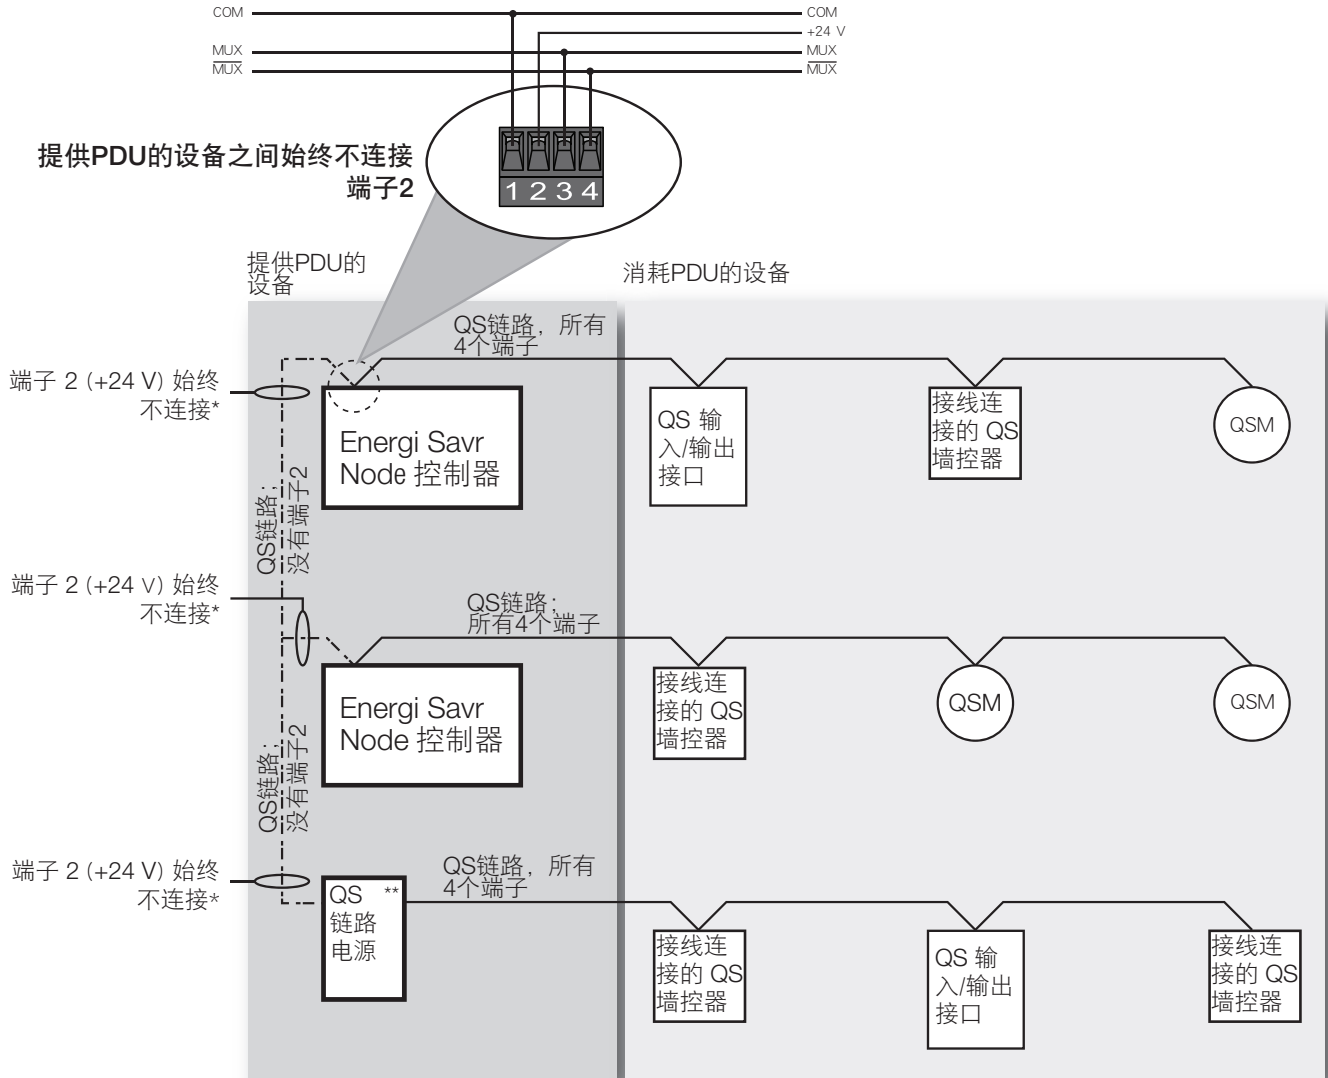 COM
COM
+24 V
MUX
MUX
MUX
MUX
提供PDU的设备之间始终不连接
端子2
1 2 3 4
提供PDU的
设备
消耗PDU的设备
QS链路，所有
4个端子
端子 2 (+24 V) 始终
不连接*
Energi Savr
Node 控制器
QS 输
入/输出
接口
接线连
接的 QS
墙控器
QSM
QS链路；
没有端子2
端子 2 (+24 V) 始终
不连接*
QS链路；
所有4个端子
Energi Savr
Node 控制器
接线连
接的 QS
墙控器
QSM
QSM
QS链路；
没有端子2
端子 2 (+24 V) 始终
不连接*
QS链路，所有
4个端子
QS **
链路
电源
接线连
接的 QS
墙控器
QS 输
入/输出
接口
接线连
接的 QS
墙控器